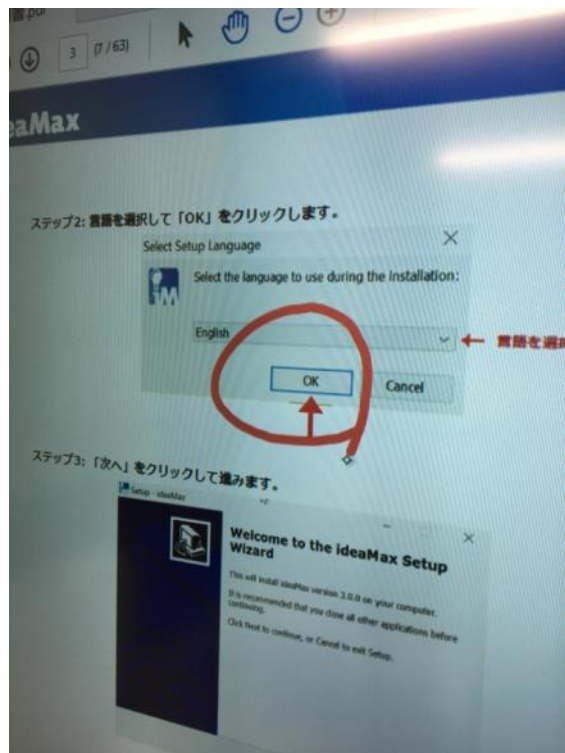 .pdf
3 (7 / 63)
eaMax
ステップ2: 言語を選択して「OK」をクリックします。
Select Setup Language
iM
Select the language to use during the Installation:
English
言語を選
OK
Cancel
ステップ3: 「次へ」をクリックして進みます。
Setup - ideaMax
Welcome to the ideaMax Setup
Wizard
This will install ideaMax version 3.0.0 on your computer.
It is recommended that you close all other applications before
continuing.
Click Next to continue, or Cancel to exit Setup.